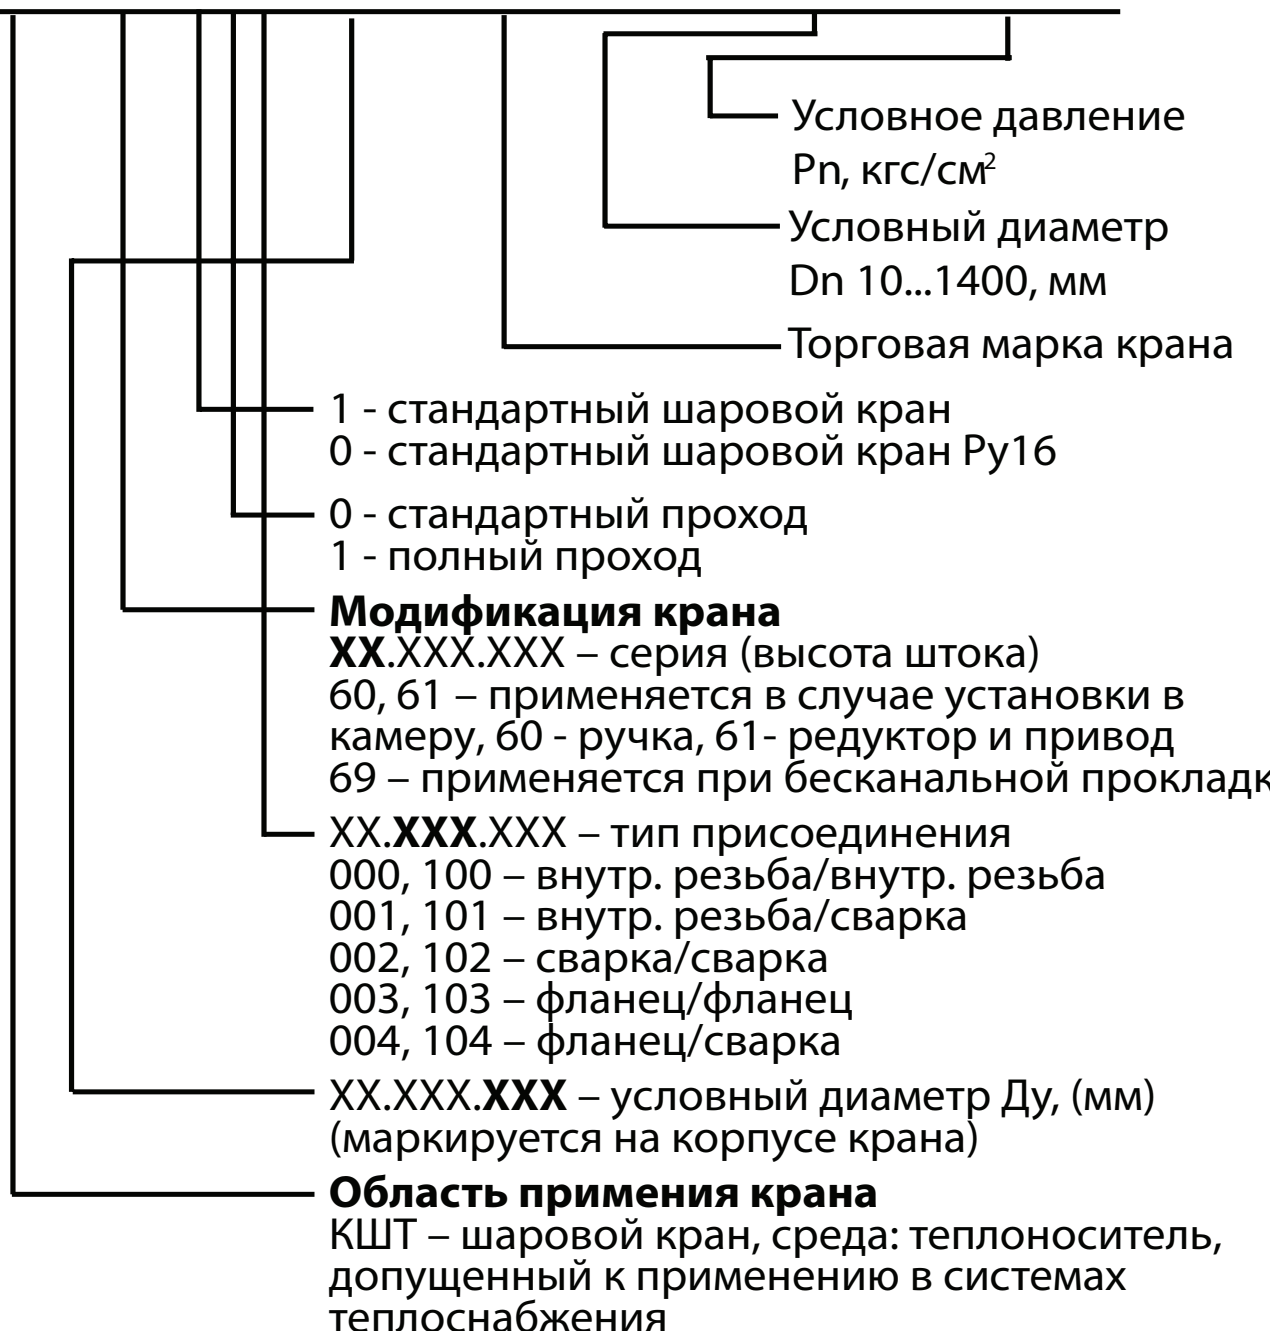 Условное давление
Pn, кгс/см²
Условный диаметр
Dn 10...1400, мм
Торговая марка крана
1 - стандартный шаровой кран
0 - стандартный шаровой кран Ру16
0 - стандартный проход
1 - полный проход
Модификация крана
XX.XXX.XXX – серия (высота штока)
60, 61 – применяется в случае установки в
камеру, 60 - ручка, 61- редуктор и привод
69 – применяется при бесканальной прокладк
XX.XXX.XXX – тип присоединения
000, 100 – внутр. резьба/внутр. резьба
001, 101 – внутр. резьба/сварка
002, 102 – сварка/сварка
003, 103 – фланец/фланец
004, 104 – фланец/сварка
XX.XXX.XXX – условный диаметр Ду, (мм)
(маркируется на корпусе крана)
Область примения крана
КШТ – шаровой кран, среда: теплоноситель,
допущенный к применению в системах
теплоснабжения